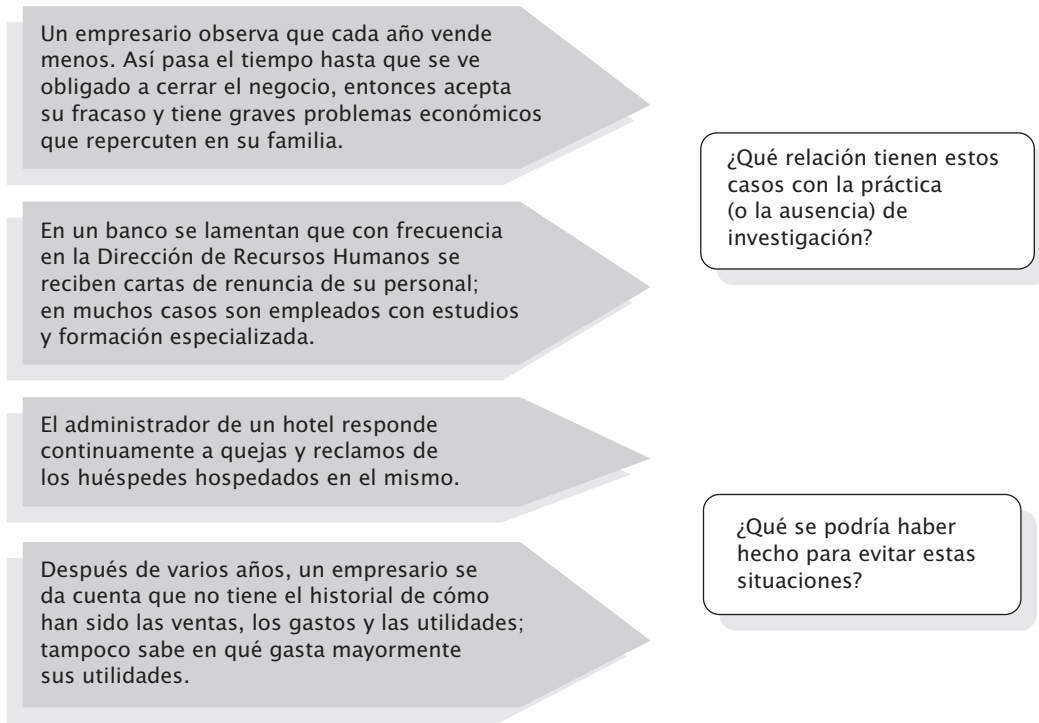 Un empresario observa que cada año vende
menos. Así pasa el tiempo hasta que se ve
obligado a cerrar el negocio, entonces acepta
su fracaso y tiene graves problemas económicos
que repercuten en su familia.
¿Qué relación tienen estos
casos con la práctica
(o la ausencia) de
investigación?
En un banco se lamentan que con frecuencia
en la Dirección de Recursos Humanos se
reciben cartas de renuncia de su personal;
en muchos casos son empleados con estudios
y formación especializada.
El administrador de un hotel responde
continuamente a quejas y reclamos de
los huéspedes hospedados en el mismo.
¿Qué se podría haber
hecho para evitar estas
situaciones?
Después de varios años, un empresario se
da cuenta que no tiene el historial de cómo
han sido las ventas, los gastos y las utilidades;
tampoco sabe en qué gasta mayormente
sus utilidades.